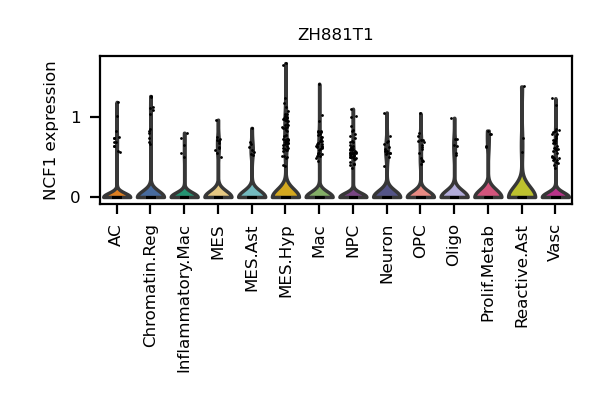 ZH881T1
NCF1 expression
1
0
AC
Chromatin.Reg
Inflammatory.Mac
MES
MES.Ast
MES.Hyp
Mac
NPC
Neuron
OPC
Oligo
Prolif.Metab
Reactive.Ast
Vasc